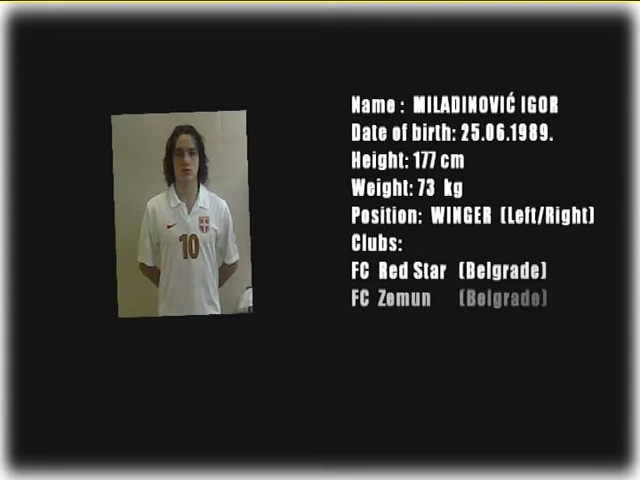 Name : MILADINOVIĆ IGOR
Date of birth: 25.06.1989.
Height: 177 cm
Weight: 73 kg
Position: WINGER (Left/Right)
Clubs:
FC Red Star (Belgrade)
FC Zemun (Belgrade)
10